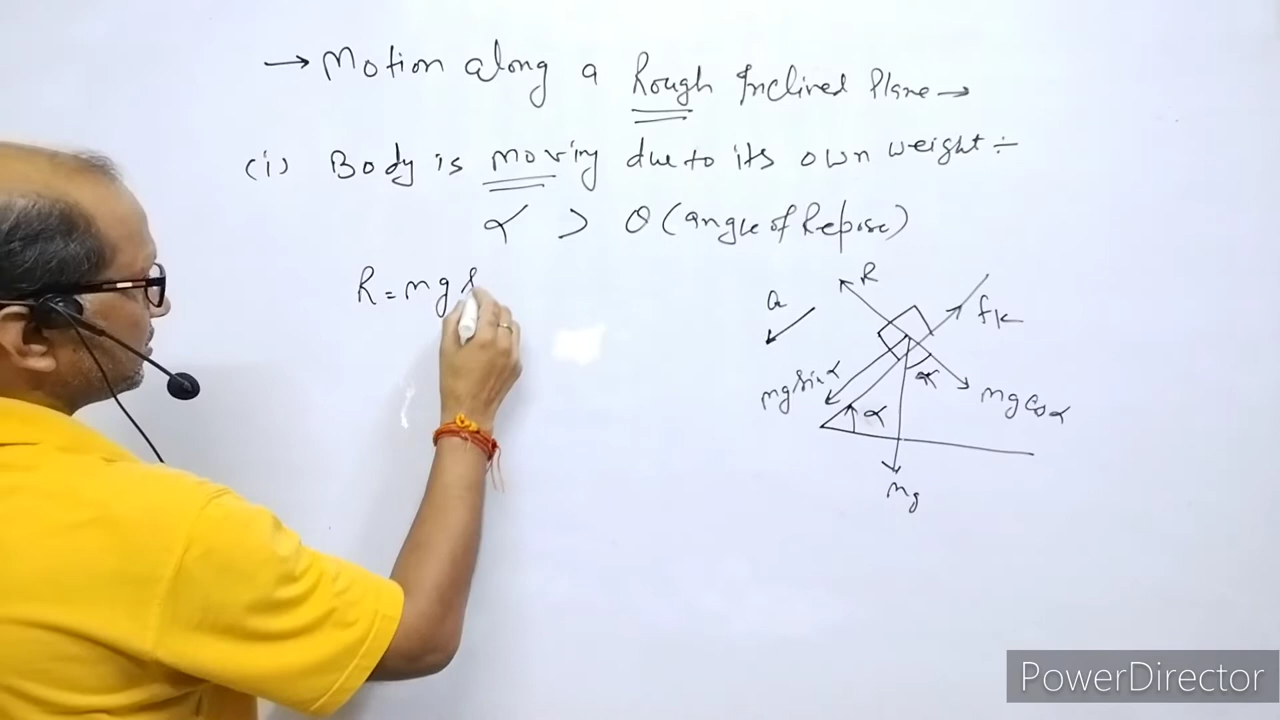 → Motion along a Rough Inclined Plane →
(i) Body is moving due to its own weight ÷
α > θ (angle of Repose)
R = mg
R
a
fk
mg sin α
α
α
mg cos α
mg
PowerDirector